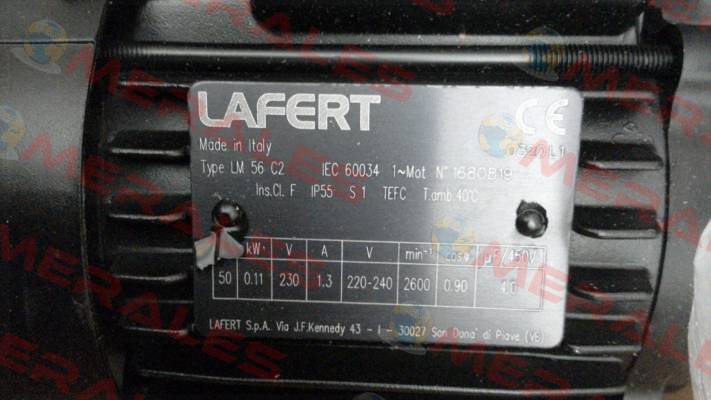 LAFERT
CE
Made in Italy
0520L1
Type LM 56 C2 IEC 60034 1~Mot. N° 1680819
Ins.Cl. F IP55 S 1 TEFC T.amb.40°C
kW V A V min⁻¹ cosφ µF/450V
50 0.11 230 1.3 220-240 2600 0.90 4.0
LAFERT S.p.A. Via J.F.Kennedy 43 - I - 30027 San Dona' di Piave (VE)
MERALES